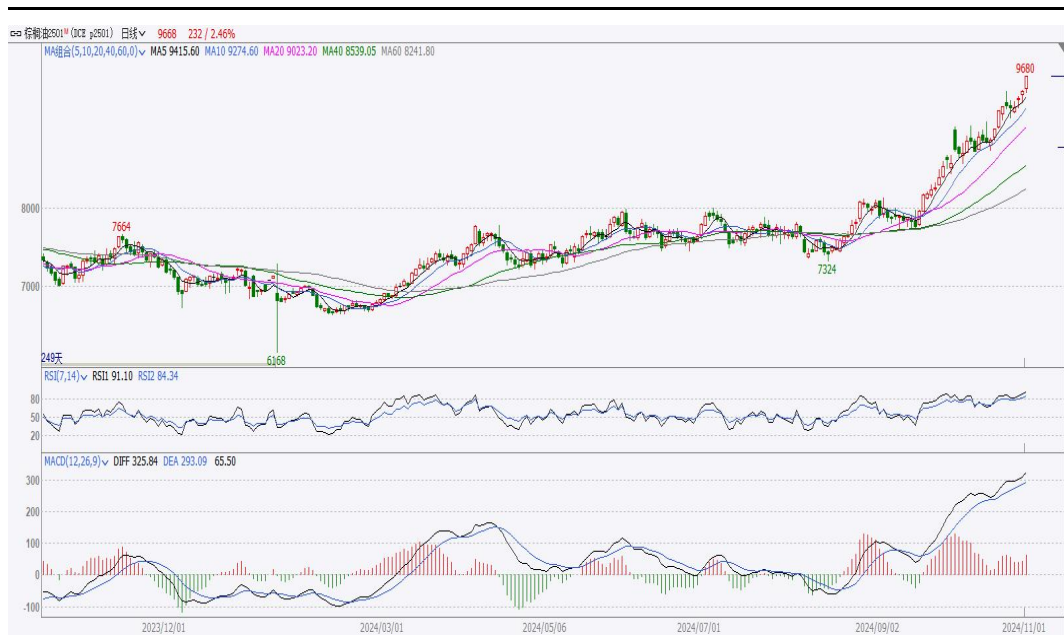 棕榈油2501M (DCE p2501) 日线 9668 232 / 2.46%
MA组合(5,10,20,40,60,0) MA5 9415.60 MA10 9274.60 MA20 9023.20 MA40 8539.05 MA60 8241.80
9680
8000
7664
7324
7000
6168
249天
RSI(7,14) RSI1 91.10 RSI2 84.34
80
50
20
MACD(12,26,9) DIFF 325.84 DEA 293.09 65.50
300
200
100
0
-100
2023/12/01 2024/03/01 2024/05/06 2024/07/01 2024/09/02 2024/11/01